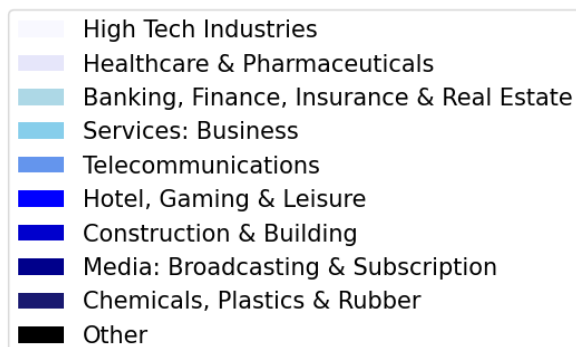 High Tech Industries
Healthcare & Pharmaceuticals
Banking, Finance, Insurance & Real Estate
Services: Business
Telecommunications
Hotel, Gaming & Leisure
Construction & Building
Media: Broadcasting & Subscription
Chemicals, Plastics & Rubber
Other